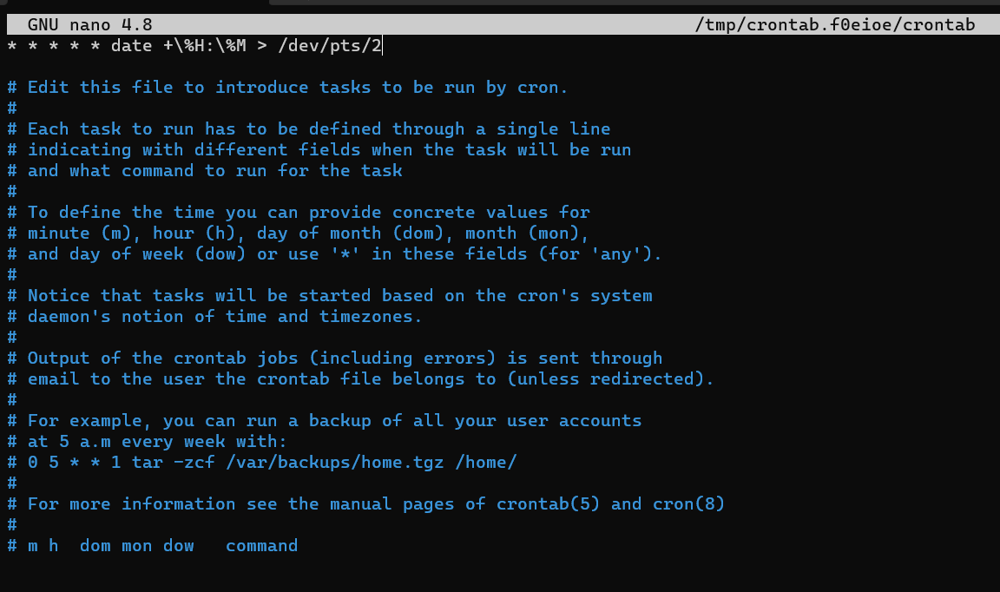 GNU nano 4.8 /tmp/crontab.f0eioe/crontab
* * * * * date +\%H:\%M > /dev/pts/2
# Edit this file to introduce tasks to be run by cron.
#
# Each task to run has to be defined through a single line
# indicating with different fields when the task will be run
# and what command to run for the task
#
# To define the time you can provide concrete values for
# minute (m), hour (h), day of month (dom), month (mon),
# and day of week (dow) or use '*' in these fields (for 'any').
#
# Notice that tasks will be started based on the cron's system
# daemon's notion of time and timezones.
#
# Output of the crontab jobs (including errors) is sent through
# email to the user the crontab file belongs to (unless redirected).
#
# For example, you can run a backup of all your user accounts
# at 5 a.m every week with:
# 0 5 * * 1 tar -zcf /var/backups/home.tgz /home/
#
# For more information see the manual pages of crontab(5) and cron(8)
#
# m h  dom mon dow   command